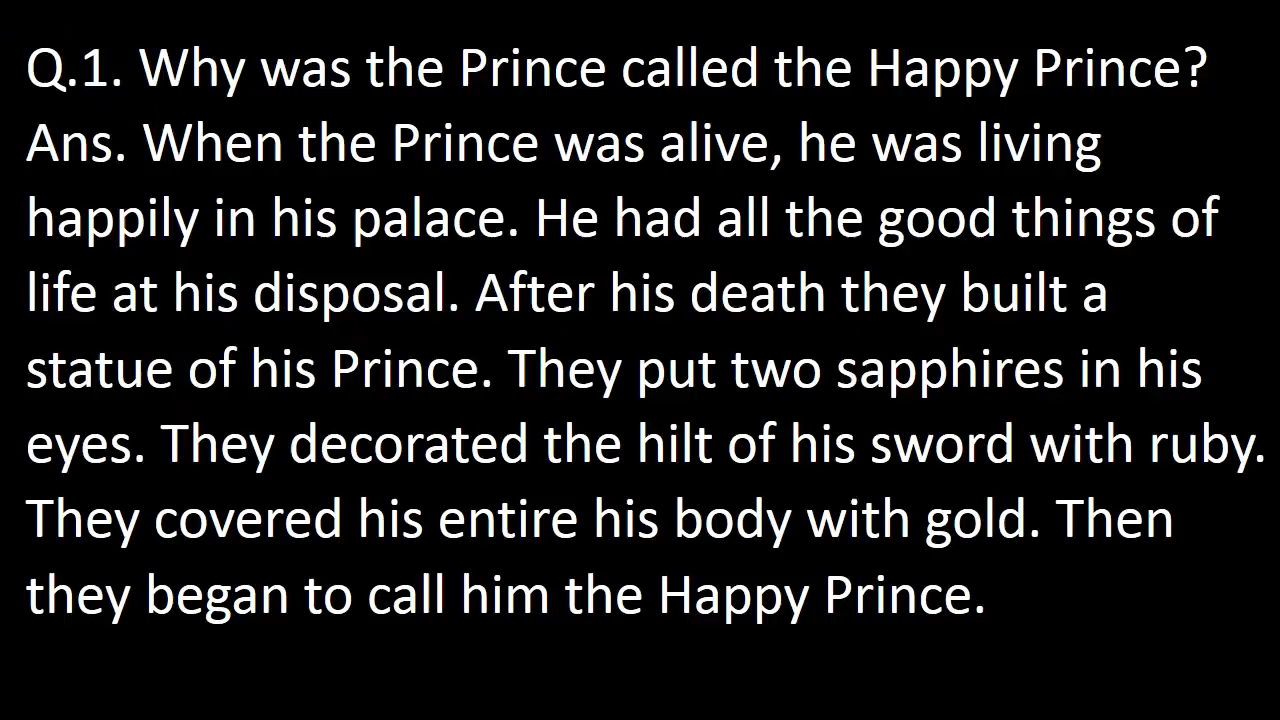 Q.1. Why was the Prince called the Happy Prince?
Ans. When the Prince was alive, he was living
happily in his palace. He had all the good things of
life at his disposal. After his death they built a
statue of his Prince. They put two sapphires in his
eyes. They decorated the hilt of his sword with ruby.
They covered his entire his body with gold. Then
they began to call him the Happy Prince.